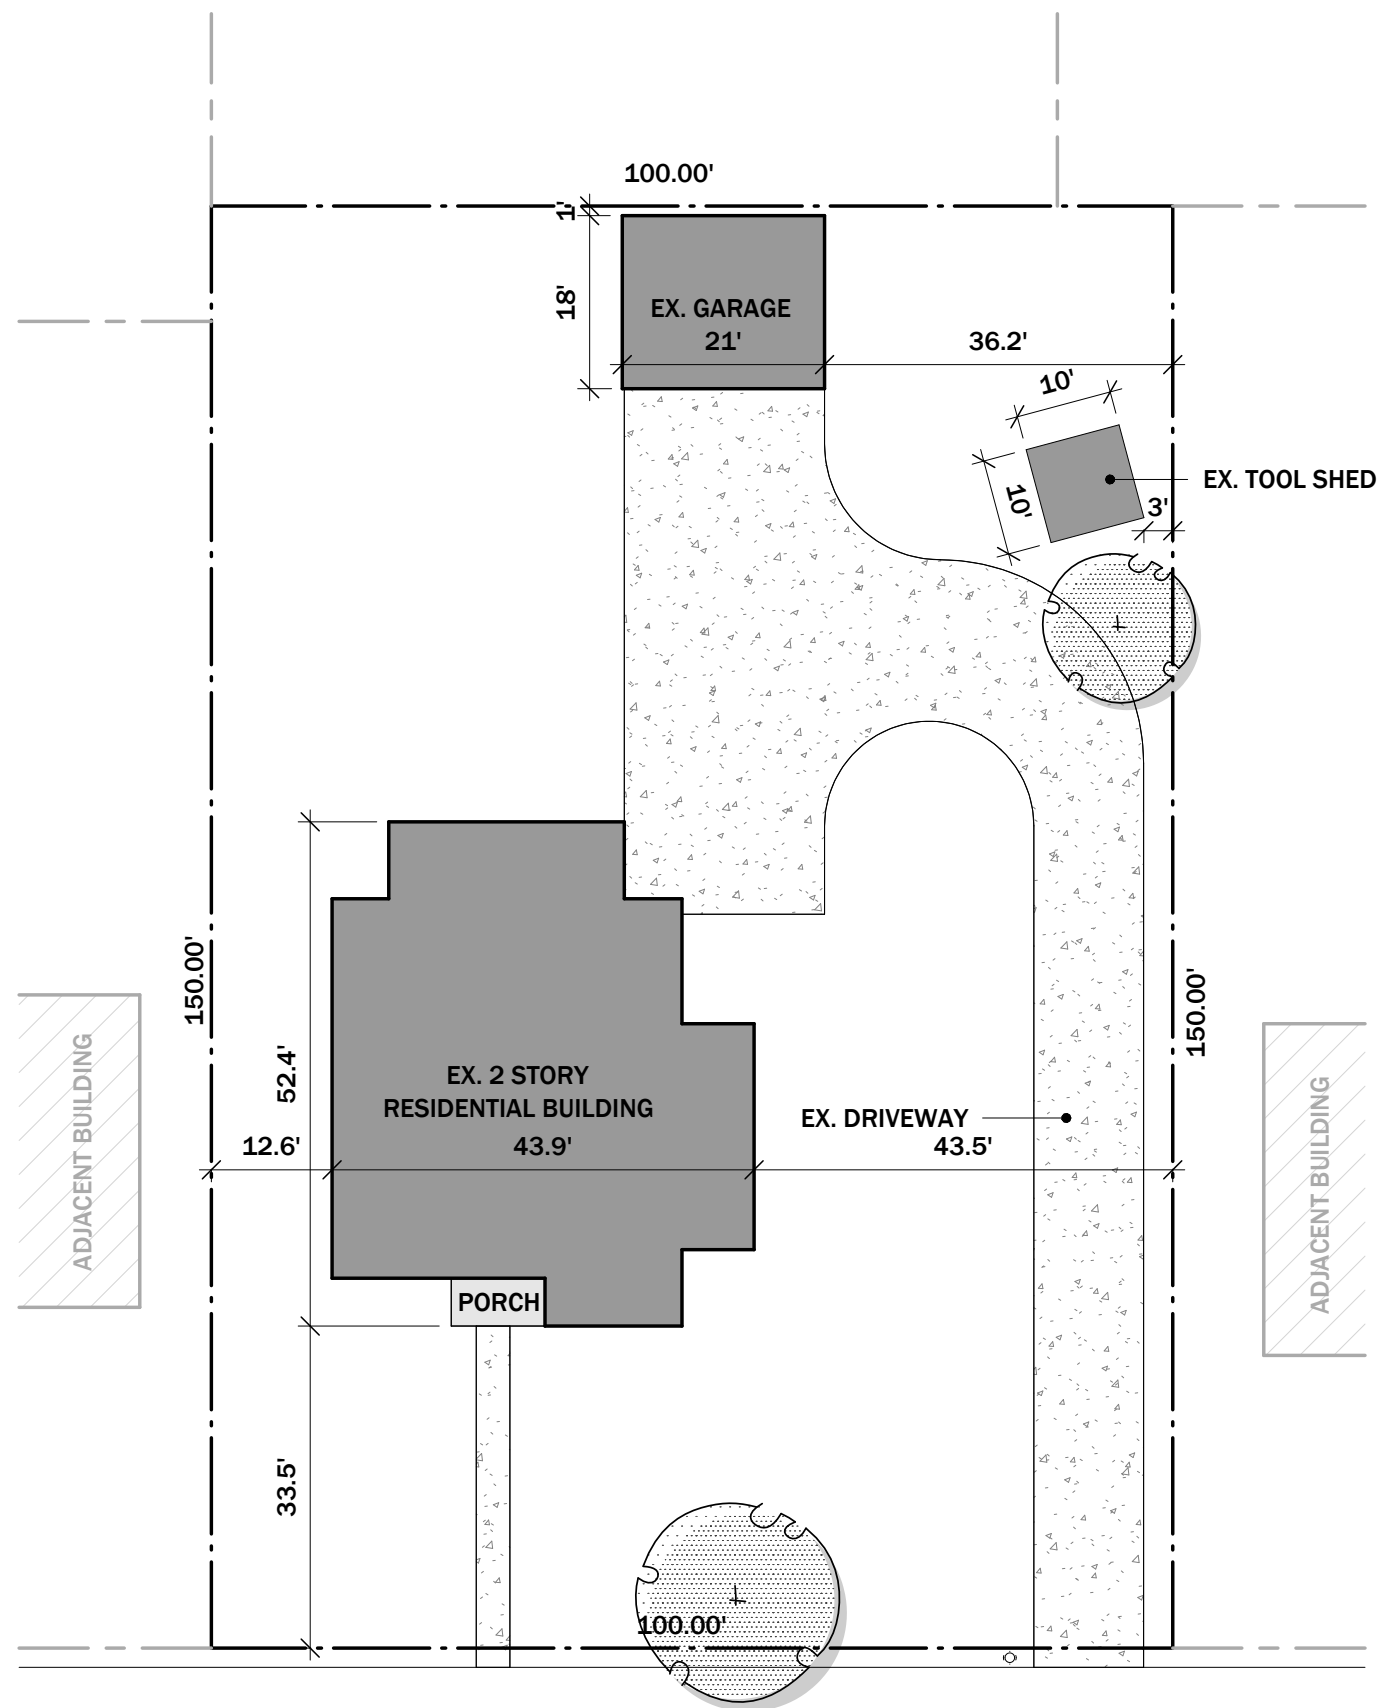 100.00'
1'
18'
EX. GARAGE
21'
36.2'
10'
10'
EX. TOOL SHED
3'
150.00'
150.00'
ADJACENT BUILDING
52.4'
EX. 2 STORY
RESIDENTIAL BUILDING
EX. DRIVEWAY
12.6'
43.9'
43.5'
ADJACENT BUILDING
PORCH
33.5'
100.00'